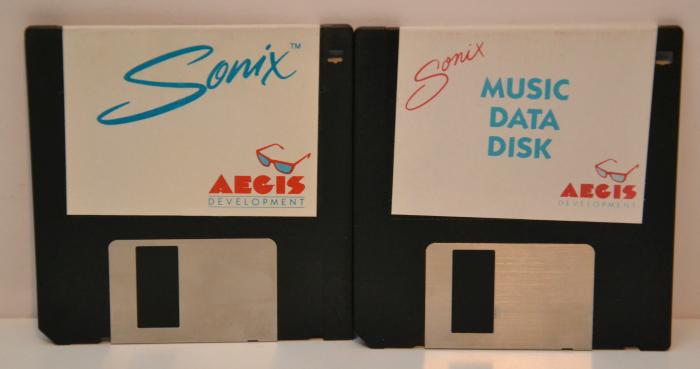 Sonix™
AEGIS
DEVELOPMENT
Sonix
MUSIC
DATA
DISK
AEGIS
DEVELOPMENT